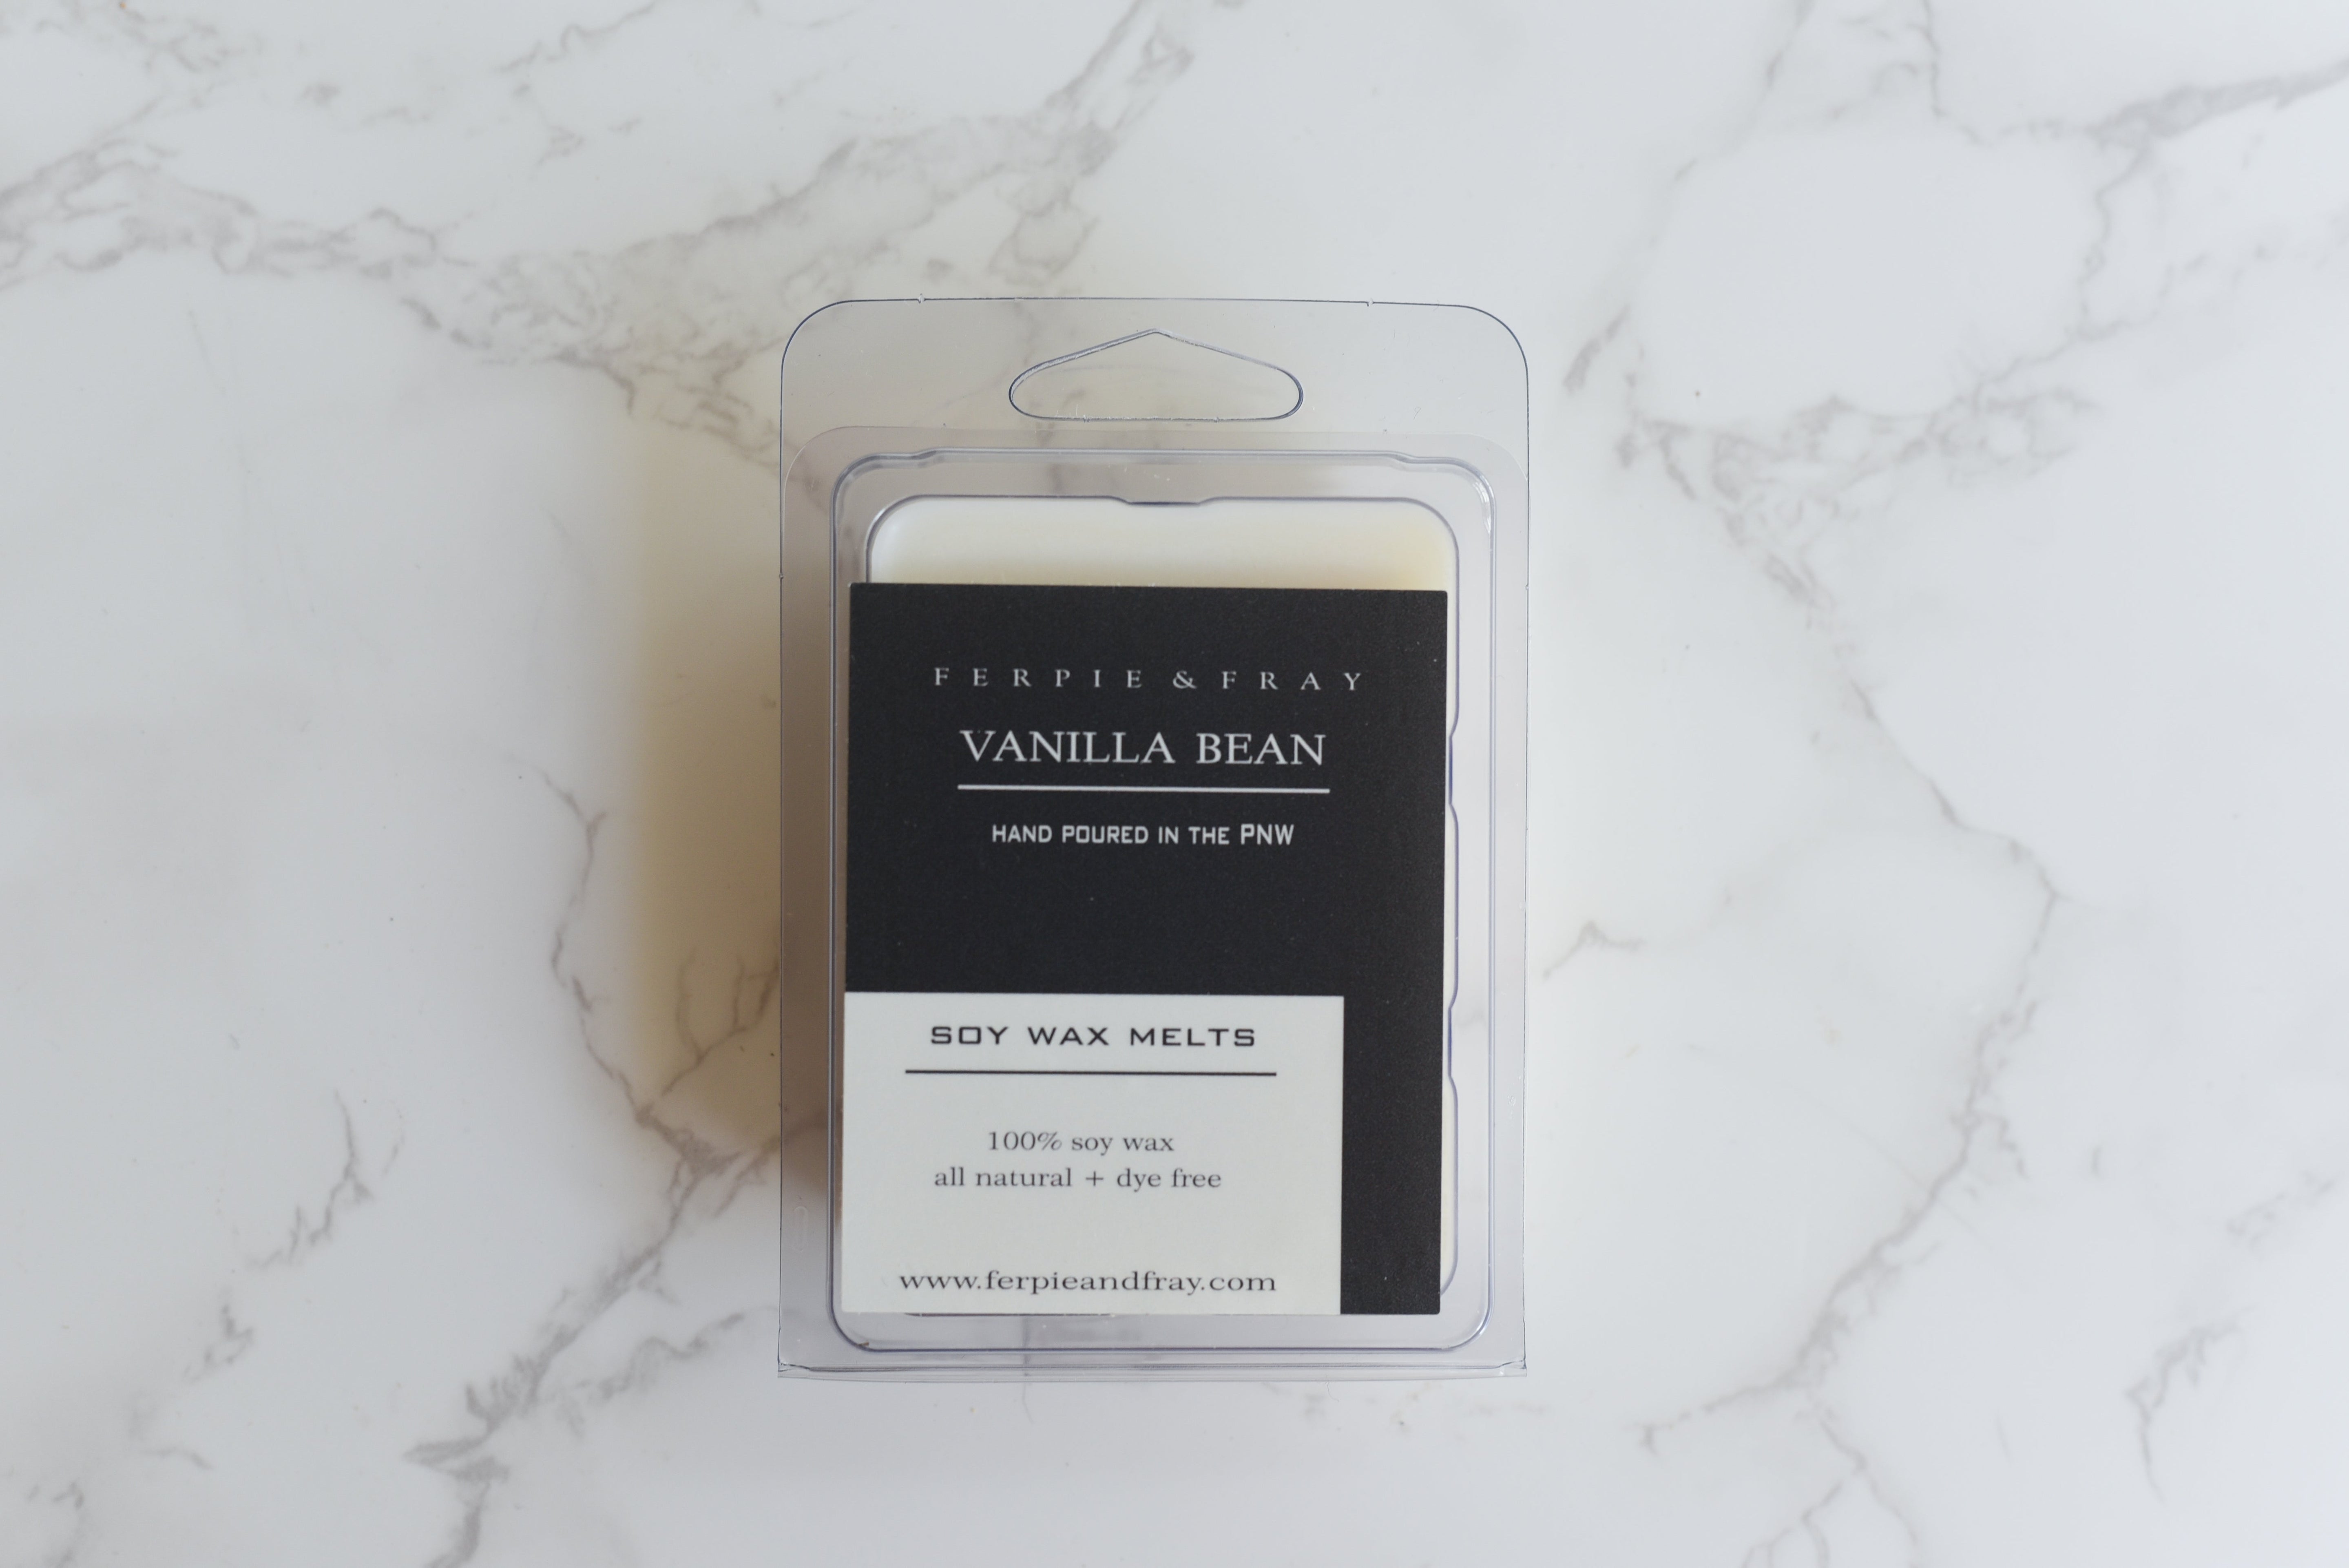 FERPIE & FRAY
VANILLA BEAN
HAND POURED IN THE PNW
SOY WAX MELTS
100% soy wax
all natural + dye free
www.ferpieandfray.com